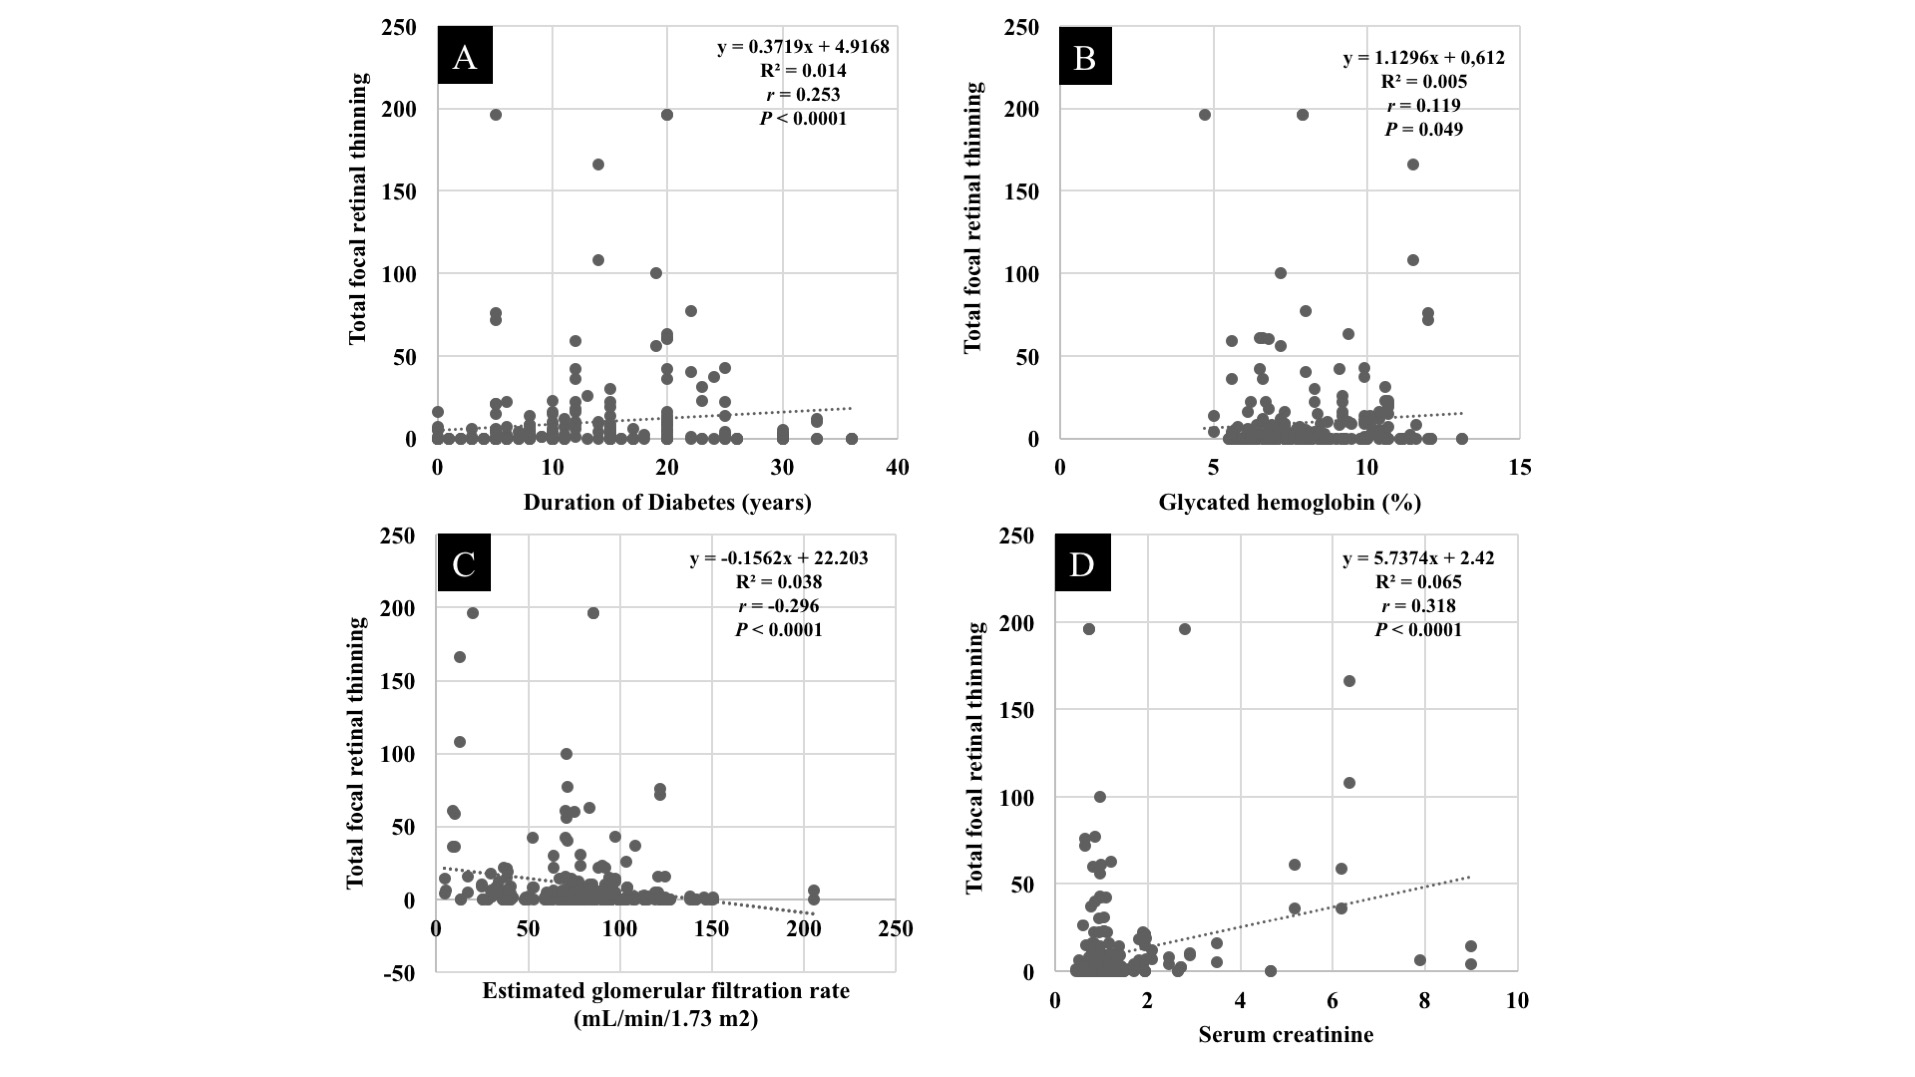 A
y = 0.3719x + 4.9168
R² = 0.014
r = 0.253
P < 0.0001
Total focal retinal thinning
250
200
150
100
50
0
0 10 20 30 40
Duration of Diabetes (years)
B
y = 1.1296x + 0,612
R² = 0.005
r = 0.119
P = 0.049
Total focal retinal thinning
250
200
150
100
50
0
0 5 10 15
Glycated hemoglobin (%)
C
y = -0.1562x + 22.203
R² = 0.038
r = -0.296
P < 0.0001
Total focal retinal thinning
250
200
150
100
50
0
-50
0 50 100 150 200 250
Estimated glomerular filtration rate
(mL/min/1.73 m2)
D
y = 5.7374x + 2.42
R² = 0.065
r = 0.318
P < 0.0001
Total focal retinal thinning
250
200
150
100
50
0
0 2 4 6 8 10
Serum creatinine